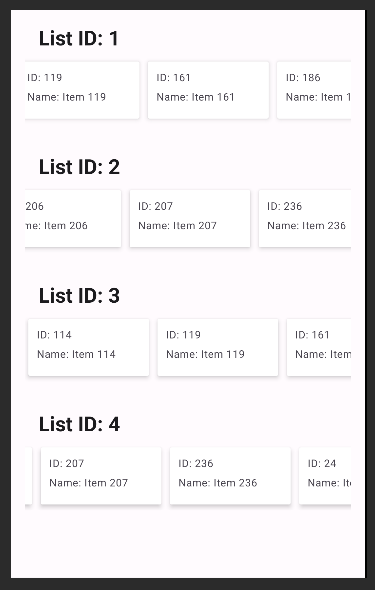 List ID: 1
ID: 119
Name: Item 119
ID: 161
Name: Item 161
ID: 186
Name: Item 1
List ID: 2
206
me: Item 206
ID: 207
Name: Item 207
ID: 236
Name: Item 236
List ID: 3
ID: 114
Name: Item 114
ID: 119
Name: Item 119
ID: 161
Name: Item
List ID: 4
ID: 207
Name: Item 207
ID: 236
Name: Item 236
ID: 24
Name: It